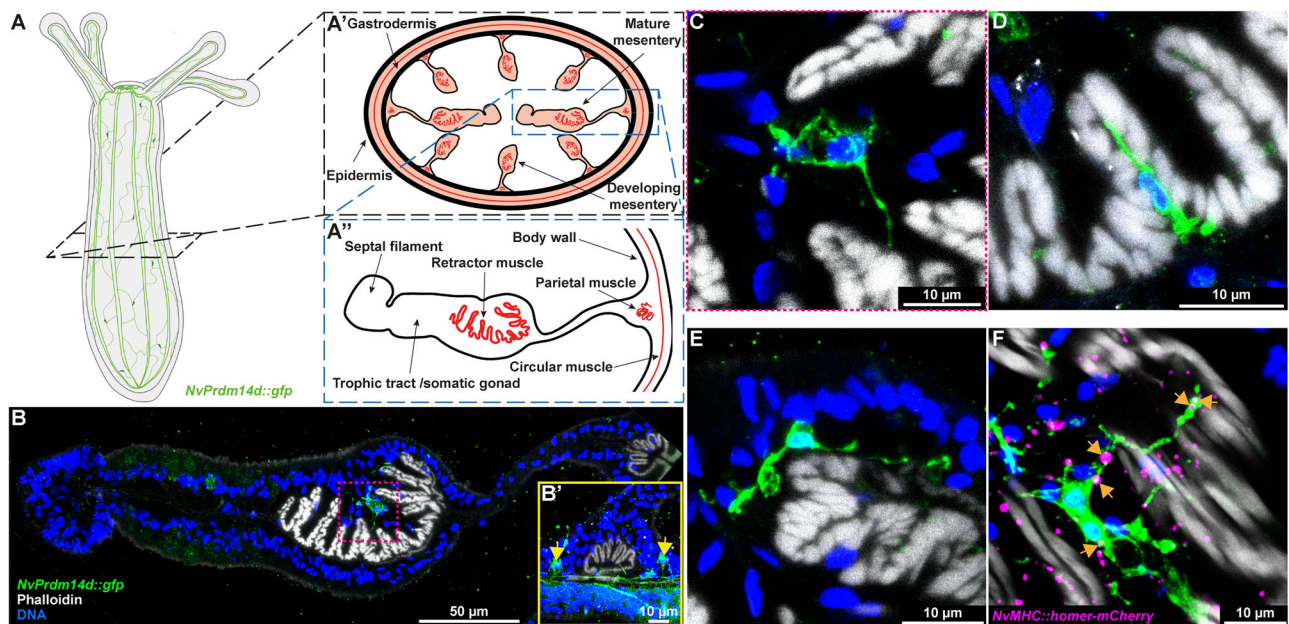 A
NvPrdm14d::gfp
A'
Gastrodermis
Mature
mesentery
Epidermis
Developing
mesentery
A''
Septal filament
Retractor muscle
Body wall
Parietal muscle
Circular muscle
Trophic tract /somatic gonad
B
NvPrdm14d::gfp
Phalloidin
DNA
50 µm
B'
10 µm
C
10 µm
D
10 µm
E
10 µm
F
NvMHC::homer-mCherry
10 µm